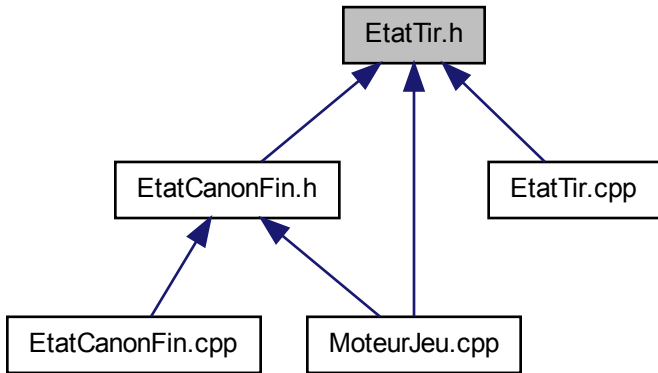 EtatTir.h
EtatCanonFin.h
EtatTir.cpp
EtatCanonFin.cpp
MoteurJeu.cpp